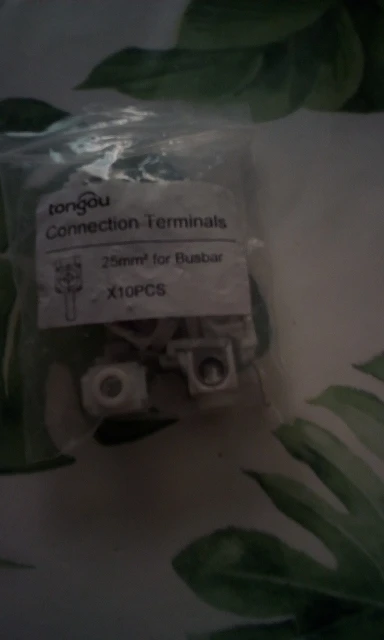 tongou
Connection Terminals
25mm² for Busbar
X10PCS